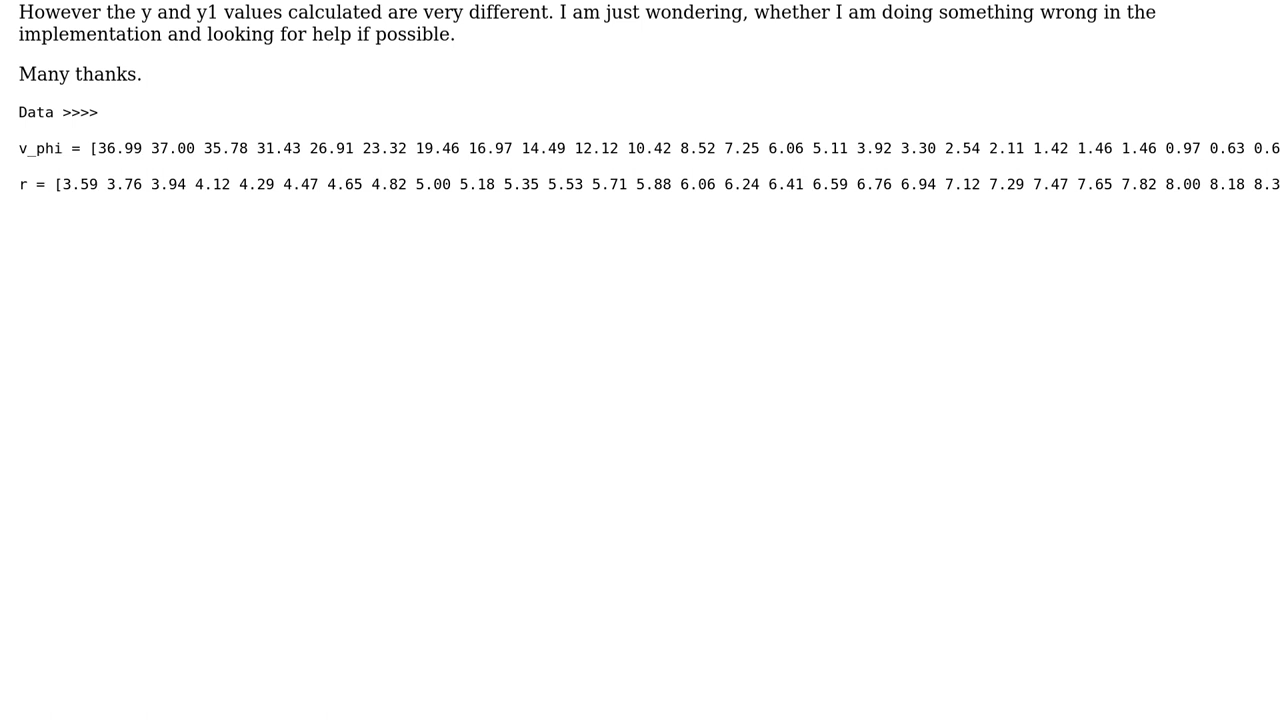 However the y and y1 values calculated are very different. I am just wondering, whether I am doing something wrong in the
implementation and looking for help if possible.
Many thanks.
Data >>>>
v_phi = [36.99 37.00 35.78 31.43 26.91 23.32 19.46 16.97 14.49 12.12 10.42 8.52 7.25 6.06 5.11 3.92 3.30 2.54 2.11 1.42 1.46 1.46 0.97 0.63 0.6
r = [3.59 3.76 3.94 4.12 4.29 4.47 4.65 4.82 5.00 5.18 5.35 5.53 5.71 5.88 6.06 6.24 6.41 6.59 6.76 6.94 7.12 7.29 7.47 7.65 7.82 8.00 8.18 8.3